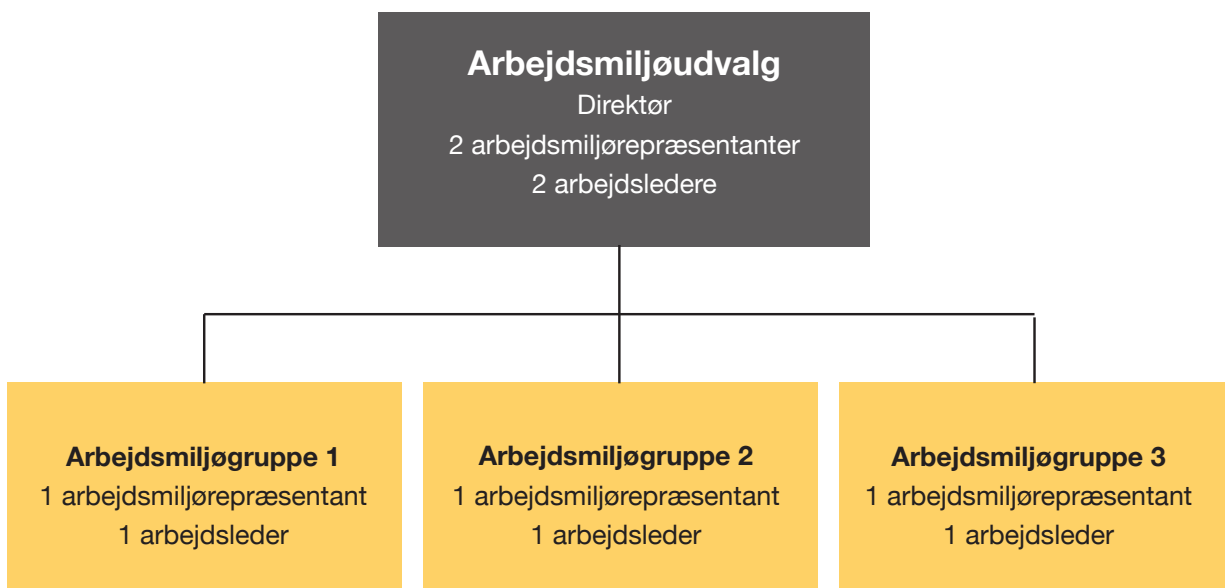 Arbejdsmiljøudvalg
Direktør
2 arbejdsmiljørepræsentanter
2 arbejdsledere
Arbejdsmiljøgruppe 1
1 arbejdsmiljørepræsentant
1 arbejdsleder
Arbejdsmiljøgruppe 2
1 arbejdsmiljørepræsentant
1 arbejdsleder
Arbejdsmiljøgruppe 3
1 arbejdsmiljørepræsentant
1 arbejdsleder